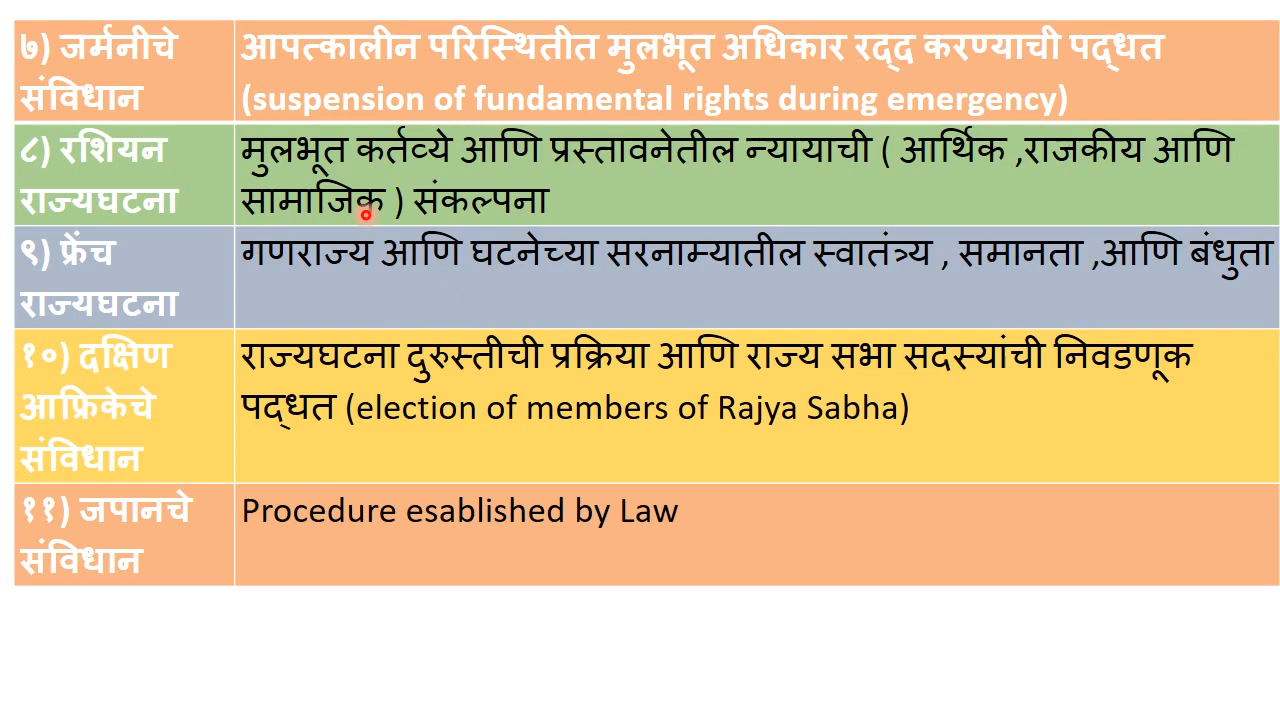 ७) जर्मनीचे
संविधान
आपत्कालीन परिस्थितीत मुलभूत अधिकार रद्द करण्याची पद्धत
(suspension of fundamental rights during emergency)
८) रशियन
राज्यघटना
मुलभूत कर्तव्ये आणि प्रस्तावनेतील न्यायाची ( आर्थिक ,राजकीय आणि
सामाजिक ) संकल्पना
९) फ्रेंच
राज्यघटना
गणराज्य आणि घटनेच्या सरनाम्यातील स्वातंत्र्य , समानता ,आणि बंधुता
१०) दक्षिण
आफ्रिकेचे
संविधान
राज्यघटना दुरुस्तीची प्रक्रिया आणि राज्य सभा सदस्यांची निवडणूक
पद्धत (election of members of Rajya Sabha)
११) जपानचे
संविधान
Procedure esablished by Law